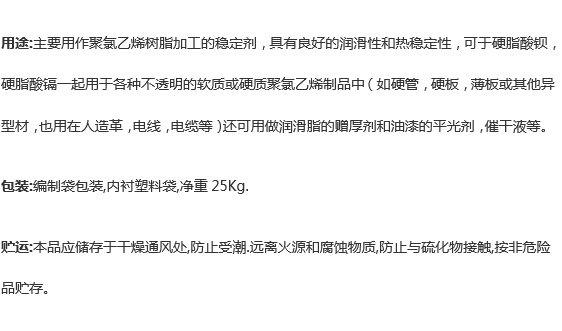 用途:主要用作聚氯乙烯树脂加工的稳定剂，具有良好的润滑性和热稳定性，可于硬脂酸钡，
硬脂酸镉一起用于各种不透明的软质或硬质聚氯乙烯制品中（如硬管，硬板，薄板或其他异
型材，也用在人造革，电线，电缆等）还可用做润滑脂的赠厚剂和油漆的平光剂，催干液等。
包装:编制袋包装,内衬塑料袋,净重 25Kg.
贮运:本品应储存于干燥通风处,防止受潮.远离火源和腐蚀物质,防止与硫化物接触,按非危险
品贮存。